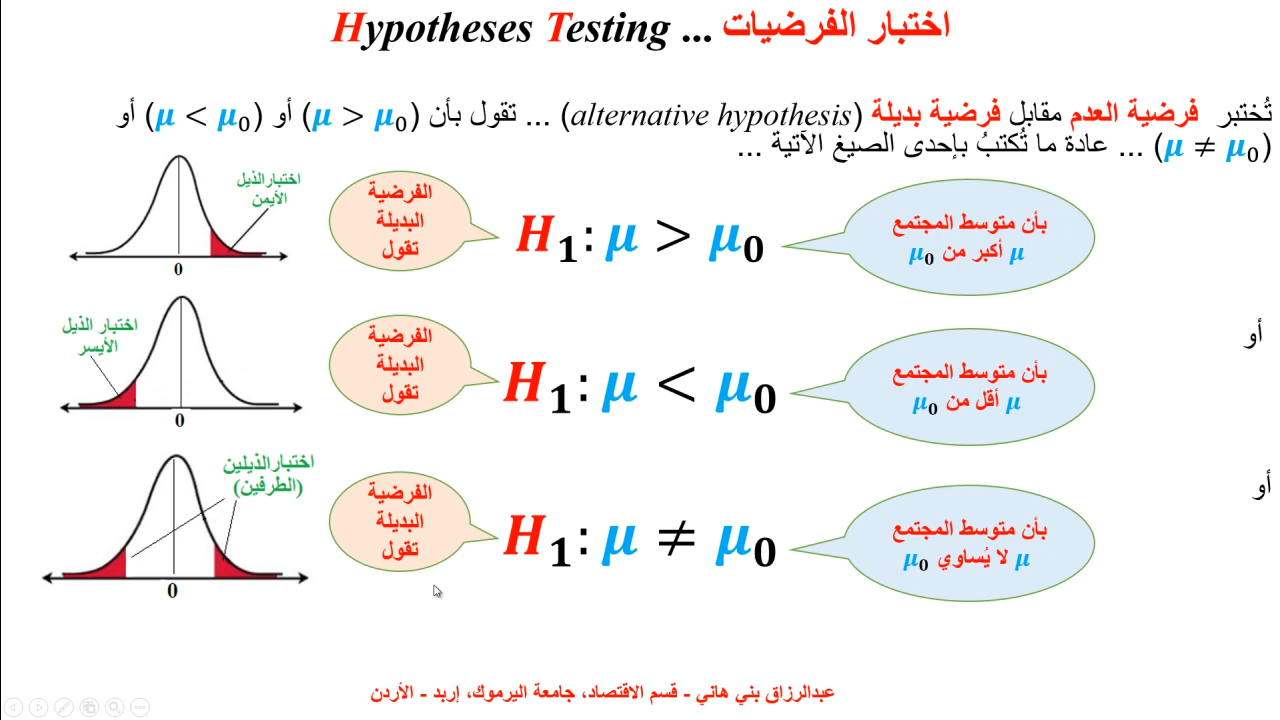 اختبار الفرضيات ... Hypotheses Testing
تُختبر فرضية العدم مقابل فرضية بديلة (alternative hypothesis) ... تقول بأن (μ > μ₀) أو (μ < μ₀) أو
(μ ≠ μ₀) ... عادة ما تُكتبُ بإحدى الصيغ الآتية ...
اختبار الذيل
الأيمن
0
الفرضية
البديلة
تقول
H₁: μ > μ₀
بأن متوسط المجتمع
μ أكبر من μ₀
أو
اختبار الذيل
الأيسر
0
الفرضية
البديلة
تقول
H₁: μ < μ₀
بأن متوسط المجتمع
μ أقل من μ₀
أو
اختبار الذيلين
(الطرفين)
0
الفرضية
البديلة
تقول
H₁: μ ≠ μ₀
بأن متوسط المجتمع
μ لا يُساوي μ₀
عبدالرزاق بني هاني - قسم الاقتصاد، جامعة اليرموك، إربد - الأردن